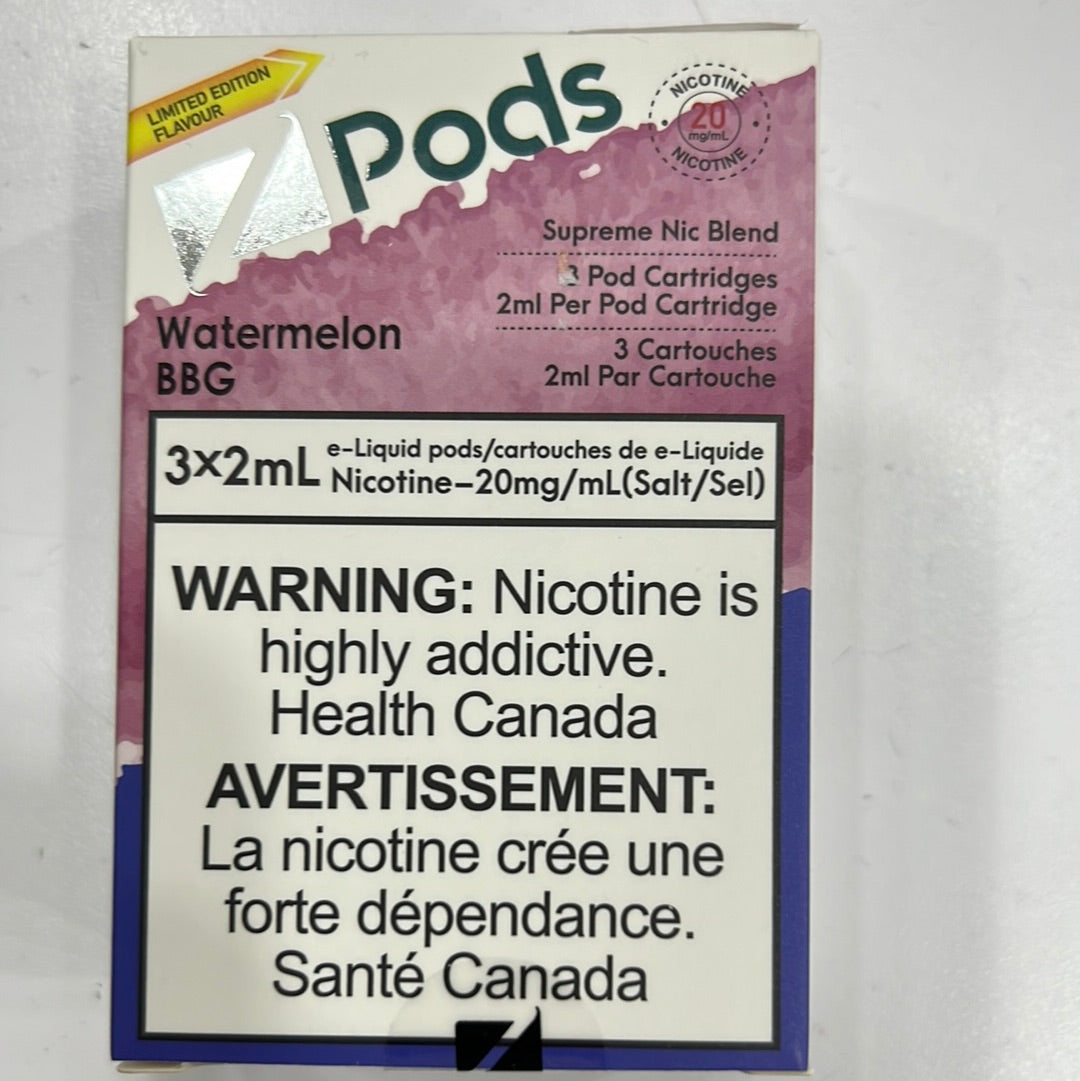 LIMITED EDITION
FLAVOUR
Pods
NICOTINE
20
mg/mL
NICOTINE
Supreme Nic Blend
3 Pod Cartridges
2ml Per Pod Cartridge
3 Cartouches
2ml Par Cartouche
Watermelon
BBG
3×2mL
e-Liquid pods/cartouches de e-Liquide
Nicotine–20mg/mL(Salt/Sel)
WARNING: Nicotine is
highly addictive.
Health Canada
AVERTISSEMENT:
La nicotine crée une
forte dépendance.
Santé Canada